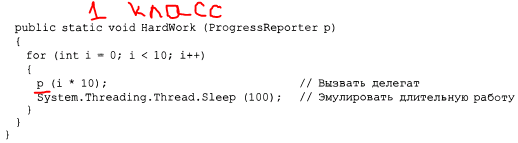 1 класс
public static void HardWork (ProgressReporter p)
{
for (int i = 0; i < 10; i++)
{
p (i * 10); // Вызвать делегат
System.Threading.Thread.Sleep (100); // Эмулировать длительную работу
}
}
}